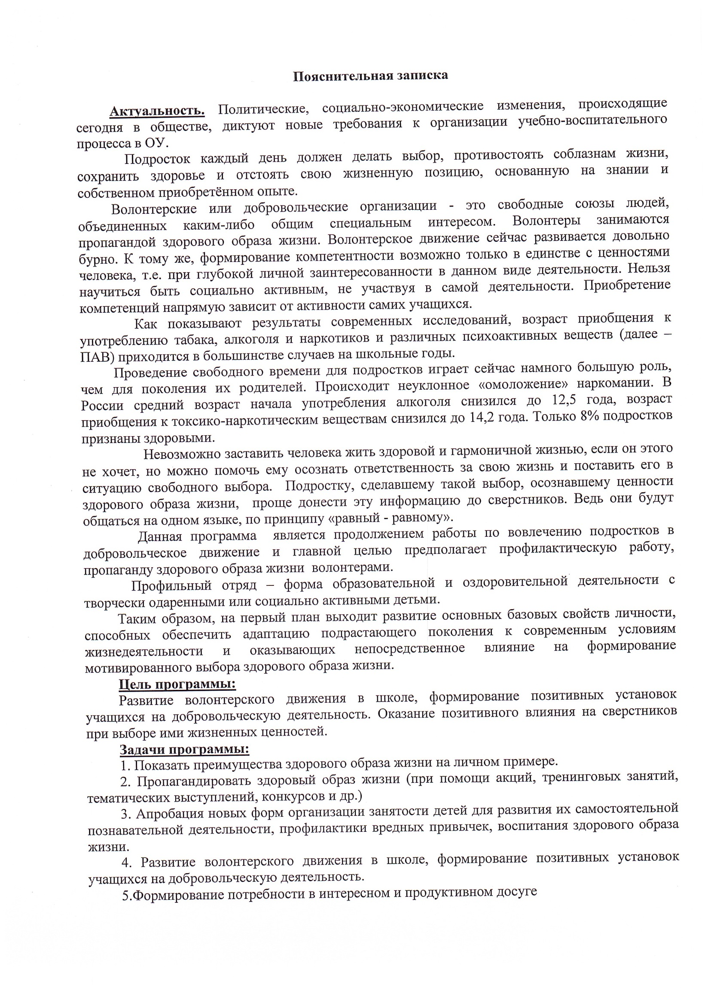 Пояснительная записка
Актуальность. Политические, социально-экономические изменения, происходящие
сегодня в обществе, диктуют новые требования к организации учебно-воспитательного
процесса в ОУ.
Подросток каждый день должен делать выбор, противостоять соблазнам жизни,
сохранить здоровье и отстоять свою жизненную позицию, основанную на знании и
собственном приобретённом опыте.
Волонтерские или добровольческие организации - это свободные союзы людей,
объединенных каким-либо общим специальным интересом. Волонтеры занимаются
пропагандой здорового образа жизни. Волонтерское движение сейчас развивается довольно
бурно. К тому же, формирование компетентности возможно только в единстве с ценностями
человека, т.е. при глубокой личной заинтересованности в данном виде деятельности. Нельзя
научиться быть социально активным, не участвуя в самой деятельности. Приобретение
компетенций напрямую зависит от активности самих учащихся.
Как показывают результаты современных исследований, возраст приобщения к
употреблению табака, алкоголя и наркотиков и различных психоактивных веществ (далее –
ПАВ) приходится в большинстве случаев на школьные годы.
Проведение свободного времени для подростков играет сейчас намного большую роль,
чем для поколения их родителей. Происходит неуклонное «омоложение» наркомании. В
России средний возраст начала употребления алкоголя снизился до 12,5 года, возраст
приобщения к токсико-наркотическим веществам снизился до 14,2 года. Только 8% подростков
признаны здоровыми.
Невозможно заставить человека жить здоровой и гармоничной жизнью, если он этого
не хочет, но можно помочь ему осознать ответственность за свою жизнь и поставить его в
ситуацию свободного выбора. Подростку, сделавшему такой выбор, осознавшему ценности
здорового образа жизни, проще донести эту информацию до сверстников. Ведь они будут
общаться на одном языке, по принципу «равный - равному».
Данная программа является продолжением работы по вовлечению подростков в
добровольческое движение и главной целью предполагает профилактическую работу,
пропаганду здорового образа жизни волонтерами.
Профильный отряд – форма образовательной и оздоровительной деятельности с
творчески одаренными или социально активными детьми.
Таким образом, на первый план выходит развитие основных базовых свойств личности,
способных обеспечить адаптацию подрастающего поколения к современным условиям
жизнедеятельности и оказывающих непосредственное влияние на формирование
мотивированного выбора здорового образа жизни.
Цель программы:
Развитие волонтерского движения в школе, формирование позитивных установок
учащихся на добровольческую деятельность. Оказание позитивного влияния на сверстников
при выборе ими жизненных ценностей.
Задачи программы:
1. Показать преимущества здорового образа жизни на личном примере.
2. Пропагандировать здоровый образ жизни (при помощи акций, тренинговых занятий,
тематических выступлений, конкурсов и др.)
3. Апробация новых форм организации занятости детей для развития их самостоятельной
познавательной деятельности, профилактики вредных привычек, воспитания здорового образа
жизни.
4. Развитие волонтерского движения в школе, формирование позитивных установок
учащихся на добровольческую деятельность.
5.Формирование потребности в интересном и продуктивном досуге